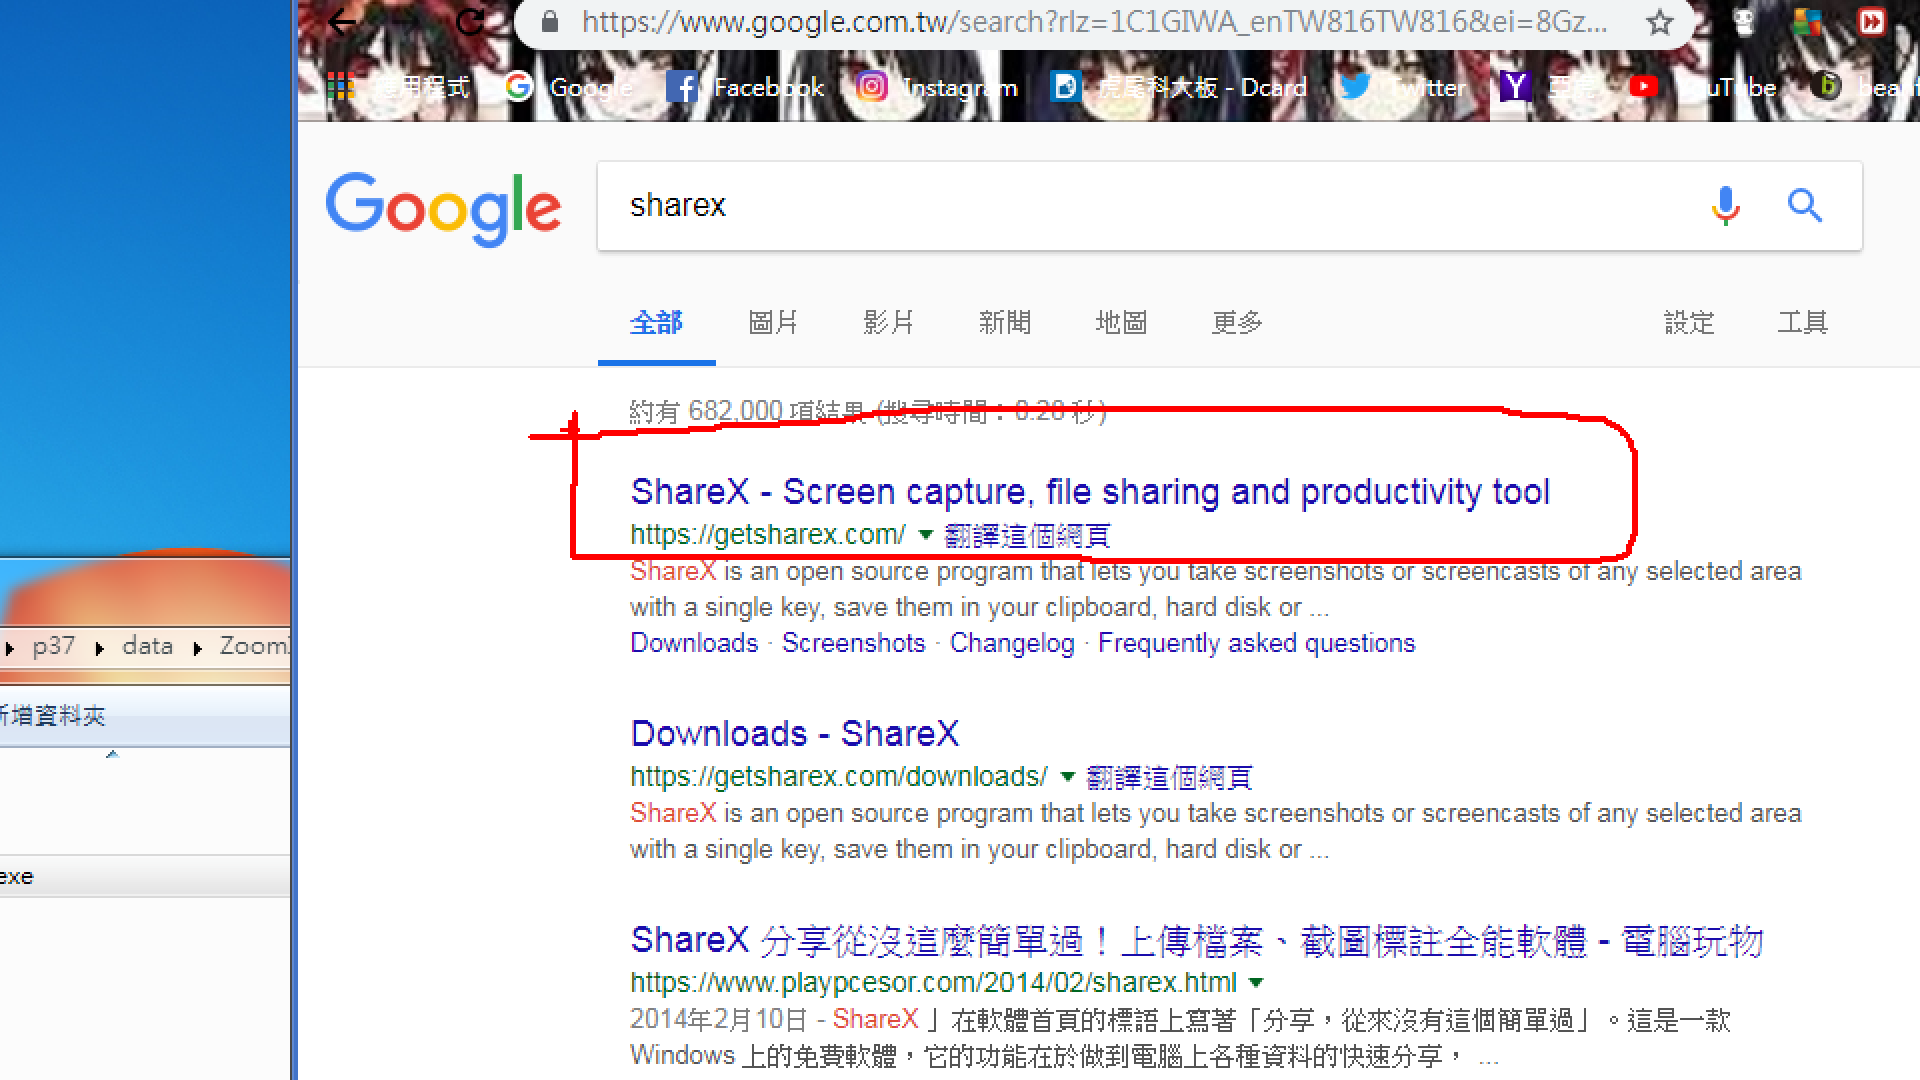 https://www.google.com.tw/search?rlz=1C1GIWA_enTW816TW816&ei=8Gz...
應用程式 Google Facebook Instagram 虎尾科大板 - Dcard Twitter YouTube
Google
sharex
全部 圖片 影片 新聞 地圖 更多 設定 工具
約有 682,000 項結果 (搜尋時間：0.28 秒)
ShareX - Screen capture, file sharing and productivity tool
https://getsharex.com/ 翻譯這個網頁
ShareX is an open source program that lets you take screenshots or screencasts of any selected area
with a single key, save them in your clipboard, hard disk or ...
Downloads · Screenshots · Changelog · Frequently asked questions
Downloads - ShareX
https://getsharex.com/downloads/ 翻譯這個網頁
ShareX is an open source program that lets you take screenshots or screencasts of any selected area
with a single key, save them in your clipboard, hard disk or ...
ShareX 分享從沒這麼簡單過！上傳檔案、截圖標註全能軟體 - 電腦玩物
https://www.playpcesor.com/2014/02/sharex.html
2014年2月10日 - ShareX 」在軟體首頁的標語上寫著「分享，從來沒有這個簡單過」。這是一款
Windows 上的免費軟體，它的功能在於做到電腦上各種資料的快速分享， ...
p37 data Zoom
新增資料夾
exe